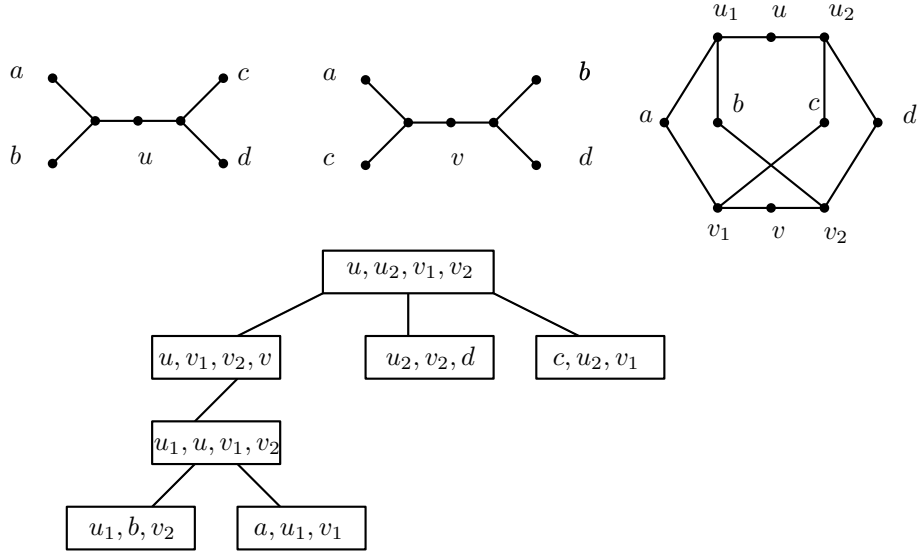 a
c
b
u
d
a
b
c
v
d
u₁ u u₂
a b c d
v₁ v v₂
u, u₂, v₁, v₂
u, v₁, v₂, v
u₂, v₂, d
c, u₂, v₁
u₁, u, v₁, v₂
u₁, b, v₂
a, u₁, v₁